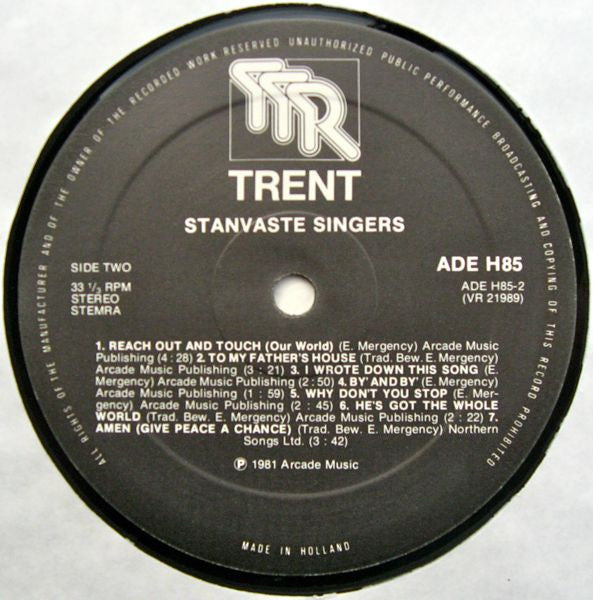 ALL RIGHTS OF THE MANUFACTURER AND OF THE OWNER OF THE RECORDED WORK RESERVED UNAUTHORIZED PUBLIC PERFORMANCE BROADCASTING AND COPYING OF THIS RECORD PROHIBITED
TRENT
STANVASTE SINGERS
SIDE TWO
33 1/3 RPM
STEREO
STEMRA
ADE H85
ADE H85-2
(VR 21989)
1. REACH OUT AND TOUCH (Our World) (E. Mergency) Arcade Music
Publishing (4 : 28) 2. TO MY FATHER'S HOUSE (Trad. Bew. E. Mergency)
Arcade Music Publishing (3 : 21) 3. I WROTE DOWN THIS SONG (E.
Mergency) Arcade Music Publishing (2 : 50) 4. BY' AND BY' (E. Mergency)
Arcade Music Publishing (1 : 59) 5. WHY DON'T YOU STOP (E. Mer-
gency) Arcade Music Publishing (2 : 45) 6. HE'S GOT THE WHOLE
WORLD (Trad. Bew. E. Mergency) Arcade Music Publishing (2 : 22) 7.
AMEN (GIVE PEACE A CHANCE) (Trad. Bew. E. Mergency) Northern
Songs Ltd. (3 : 42)
Ⓟ 1981 Arcade Music
MADE IN HOLLAND